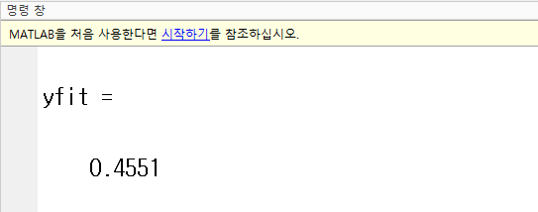 명령 창
MATLAB을 처음 사용한다면 시작하기를 참조하십시오.
yfit =
0.4551